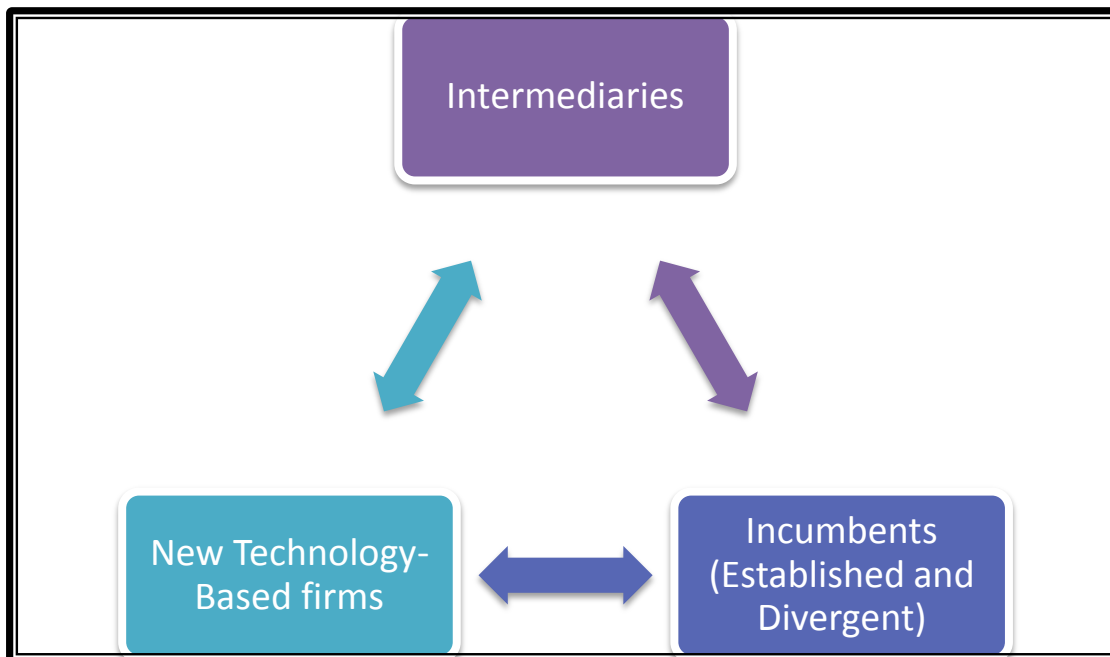 Intermediaries
New Technology-
Based firms
Incumbents
(Established and
Divergent)